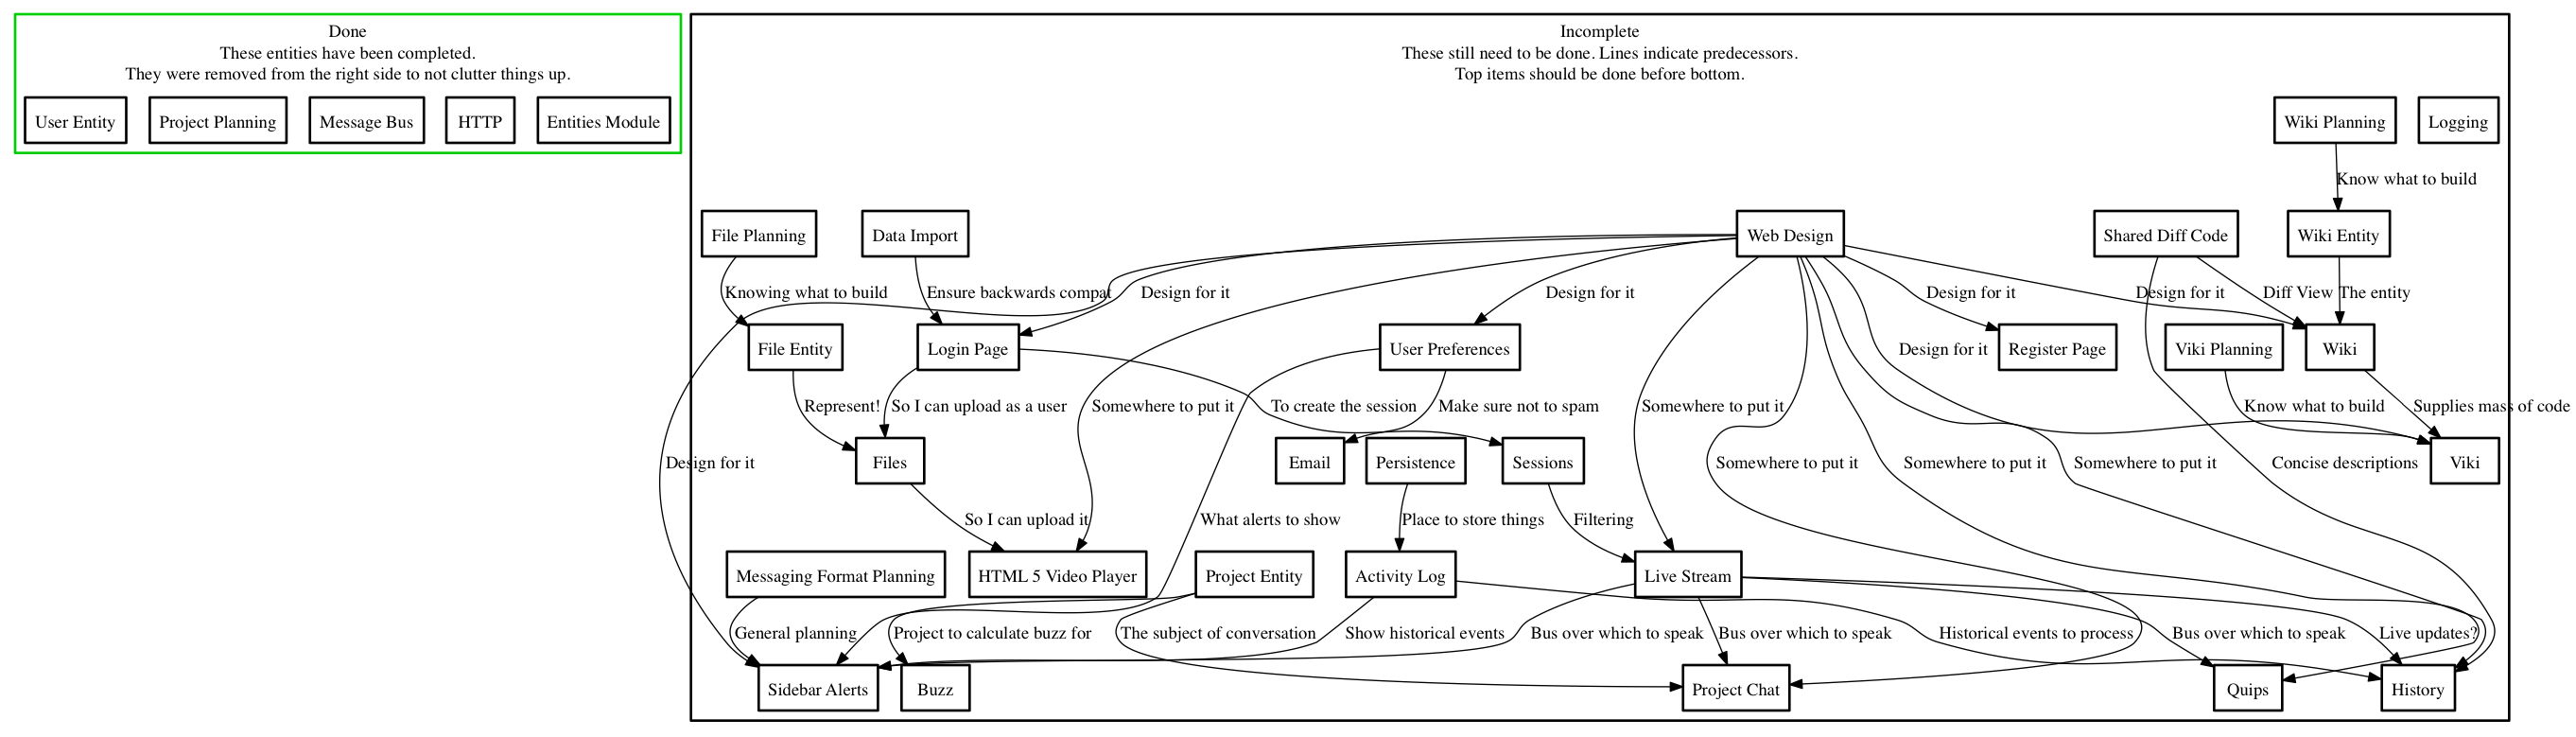 Done
These entities have been completed.
They were removed from the right side to not clutter things up.
User Entity
Project Planning
Message Bus
HTTP
Entities Module
Incomplete
These still need to be done. Lines indicate predecessors.
Top items should be done before bottom.
Wiki Planning
Logging
Know what to build
File Planning
Data Import
Web Design
Shared Diff Code
Wiki Entity
Knowing what to build
Ensure backwards compat
Design for it
Design for it
Design for it
Design for it
Diff View
The entity
File Entity
Login Page
User Preferences
Design for it
Register Page
Viki Planning
Wiki
Represent!
So I can upload as a user
Somewhere to put it
To create the session
Make sure not to spam
Somewhere to put it
Know what to build
Supplies mass of code
Design for it
Files
Email
Persistence
Sessions
Somewhere to put it
Somewhere to put it
Somewhere to put it
Concise descriptions
Viki
So I can upload it
What alerts to show
Place to store things
Filtering
Messaging Format Planning
HTML 5 Video Player
Project Entity
Activity Log
Live Stream
General planning
Project to calculate buzz for
The subject of conversation
Show historical events
Bus over which to speak
Bus over which to speak
Historical events to process
Bus over which to speak
Live updates?
Sidebar Alerts
Buzz
Project Chat
Quips
History